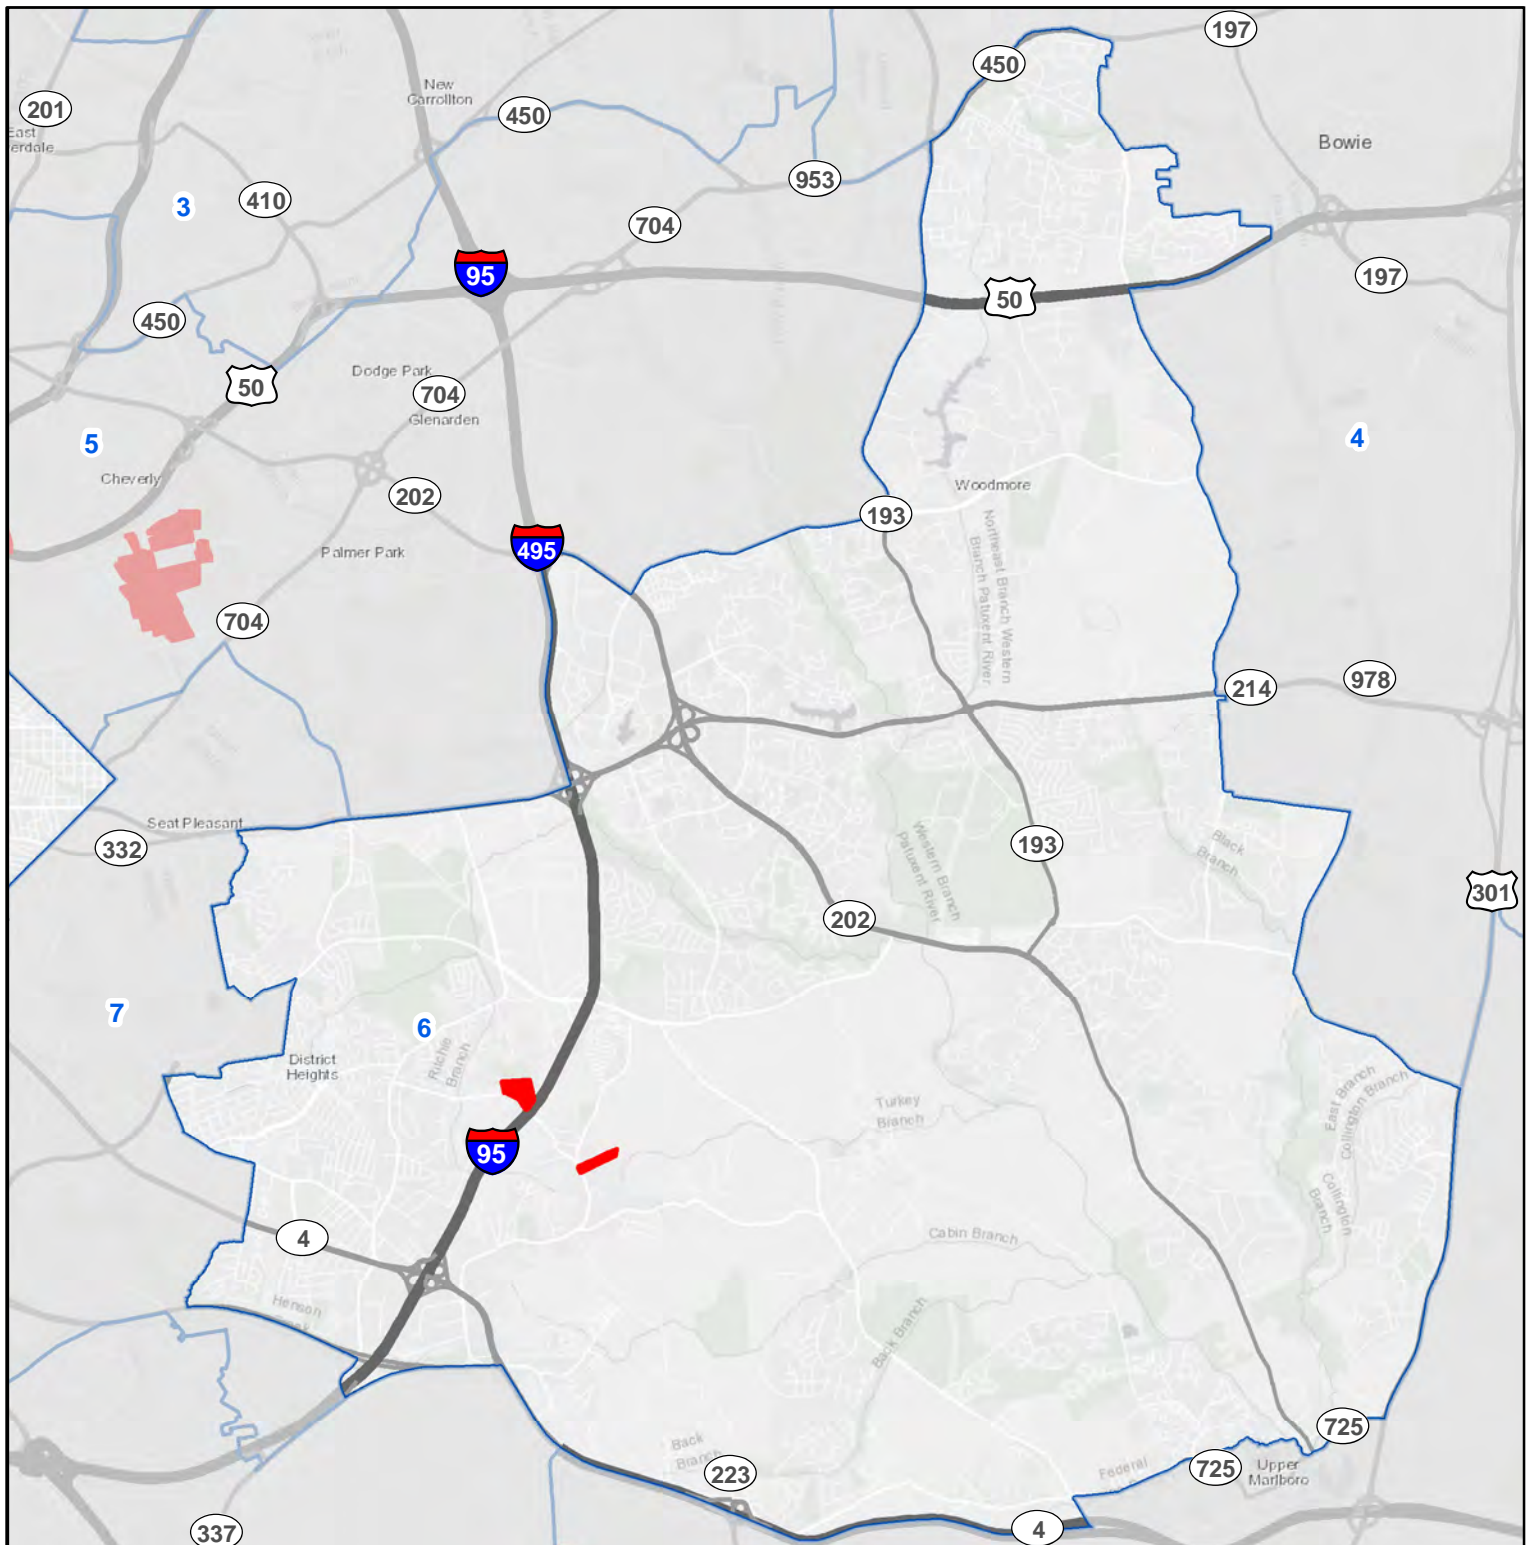 197
450
New
Carrollton
201
450
East
erdale
Bowie
953
410
3
704
95
197
50
450
Dodge Park
50
704
Glenarden
4
5
Cheverly
Woodmore
202
193
Northeast Branch Western
Branch Patuxent River
495
Palmer Park
704
978
214
Seat Pleasant
332
193
Black
Branch
Western Branch
Patuxent River
301
202
7
6
District
Heights
Ritchie
Branch
East Branch
Collington Branch
Turkey
Branch
95
Collington
Branch
4
Cabin Branch
Henson
Back Branch
725
Back
Branch
223
Federal
725
Upper
Marlboro
337
4